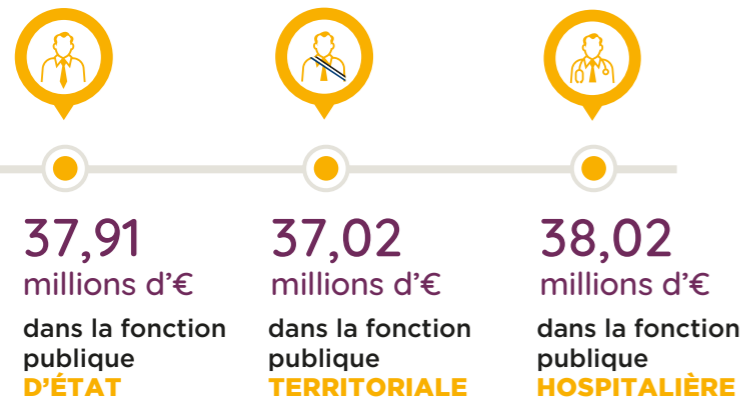 37,91
millions d’€
dans la fonction
publique
D’ÉTAT
37,02
millions d’€
dans la fonction
publique
TERRITORIALE
38,02
millions d’€
dans la fonction
publique
HOSPITALIÈRE